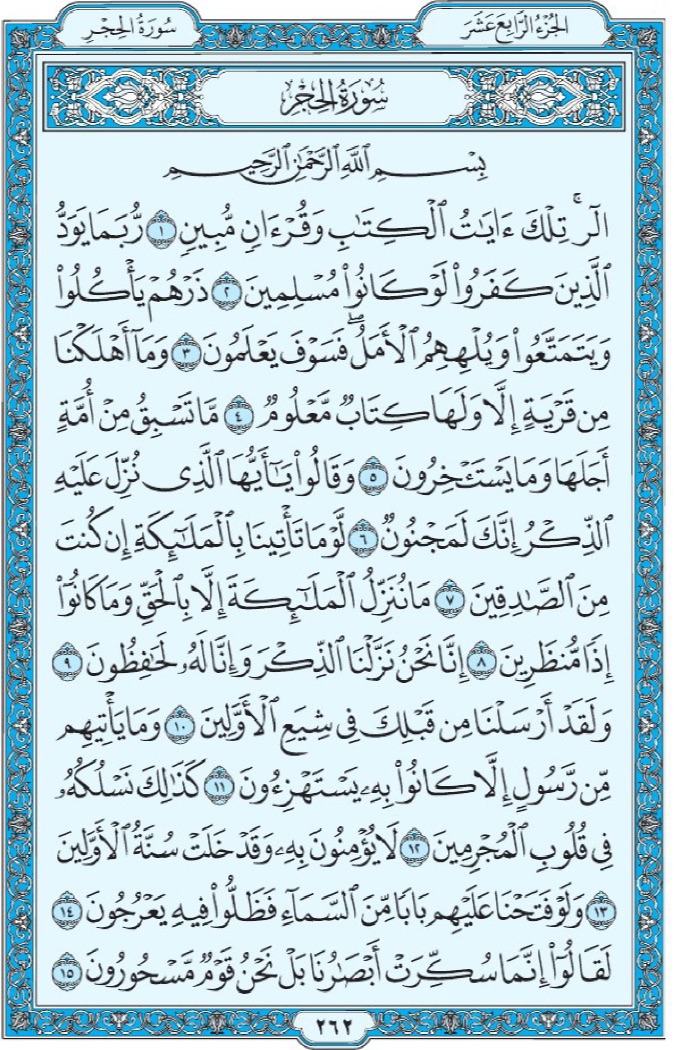 الجُزْءُ الرَّابِعَ عَشَرَ
سُورَةُ الحِجْرِ
سُورَةُ الحِجْرِ
بِسْمِ ٱللَّهِ ٱلرَّحْمَٰنِ ٱلرَّحِيمِ
الٓرۚ تِلْكَ ءَايَٰتُ ٱلْكِتَٰبِ وَقُرْءَانٖ مُّبِينٖ ١ رُّبَمَا يَوَدُّ
ٱلَّذِينَ كَفَرُواْ لَوْ كَانُواْ مُسْلِمِينَ ٢ ذَرْهُمْ يَأْكُلُواْ
وَيَتَمَتَّعُواْ وَيُلْهِهِمُ ٱلْأَمَلُۖ فَسَوْفَ يَعْلَمُونَ ٣ وَمَآ أَهْلَكْنَا
مِن قَرْيَةٍ إِلَّا وَلَهَا كِتَابٞ مَّعْلُومٞ ٤ مَّا تَسْبِقُ مِنْ أُمَّةٍ
أَجَلَهَا وَمَا يَسْتَـْٔخِرُونَ ٥ وَقَالُواْ يَٰٓأَيُّهَا ٱلَّذِي نُزِّلَ عَلَيْهِ
ٱلذِّكْرُ إِنَّكَ لَمَجْنُونٞ ٦ لَّوْ مَا تَأْتِينَا بِٱلْمَلَٰٓئِكَةِ إِن كُنتَ
مِنَ ٱلصَّٰدِقِينَ ٧ مَا نُنَزِّلُ ٱلْمَلَٰٓئِكَةَ إِلَّا بِٱلْحَقِّ وَمَا كَانُوٓاْ
إِذٗا مُّنظَرِينَ ٨ إِنَّا نَحْنُ نَزَّلْنَا ٱلذِّكْرَ وَإِنَّا لَهُۥ لَحَٰفِظُونَ ٩
وَلَقَدْ أَرْسَلْنَا مِن قَبْلِكَ فِي شِيَعِ ٱلْأَوَّلِينَ ١٠ وَمَا يَأْتِيهِم
مِّن رَّسُولٍ إِلَّا كَانُواْ بِهِۦ يَسْتَهْزِءُونَ ١١ كَذَٰلِكَ نَسْلُكُهُۥ
فِي قُلُوبِ ٱلْمُجْرِمِينَ ١٢ لَا يُؤْمِنُونَ بِهِۦ وَقَدْ خَلَتْ سُنَّةُ ٱلْأَوَّلِينَ
١٣ وَلَوْ فَتَحْنَا عَلَيْهِم بَابٗا مِّنَ ٱلسَّمَآءِ فَظَلُّواْ فِيهِ يَعْرُجُونَ ١٤
لَقَالُوٓاْ إِنَّمَا سُكِّرَتْ أَبْصَٰرُنَا بَلْ نَحْنُ قَوْمٞ مَّسْحُورُونَ ١٥
٢٦٢